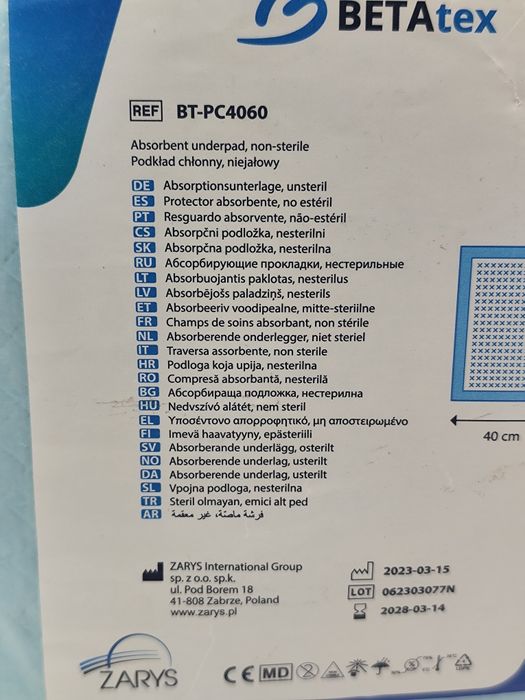 BETAtex
REF BT-PC4060
Absorbent underpad, non-sterile
Podkład chłonny, niejałowy
DE Absorptionsunterlage, unsteril
ES Protector absorbente, no estéril
PT Resguardo absorvente, não-estéril
CS Absorpční podložka, nesterilni
SK Absorpčna podložka, nesterilna
RU Абсорбирующие прокладки, нестерильные
LT Absorbuojantis paklotas, nesterilus
LV Absorbējošs paladziņš, nesterils
ET Absorbeeriv voodipealne, mitte-steriilne
FR Champs de soins absorbant, non stérile
NL Absorberende onderlegger, niet steriel
IT Traversa assorbente, non sterile
HR Podloga koja upija, nesterilna
RO Compresă absorbantă, nesterilă
BG Абсорбираща подложка, нестерилна
HU Nedvszívó alátét, nem steril
EL Υποσέντονο απορροφητικό, μη αποστειρωμένο
FI Imevä haavatyyny, epästeriili
SV Absorberande underlägg, osterilt
NO Absorberende underlag, usterilt
DA Absorberende underlag, usterilt
SL Vpojna podloga, nesterilna
TR Steril olmayan, emici alt ped
AR فرشة ماصة، غير معقمة
40 cm
ZARYS International Group
sp. z o.o. sp.k.
ul. Pod Borem 18
41-808 Zabrze, Poland
www.zarys.pl
2023-03-15
LOT 062303077N
2028-03-14
ZARYS
CE MD